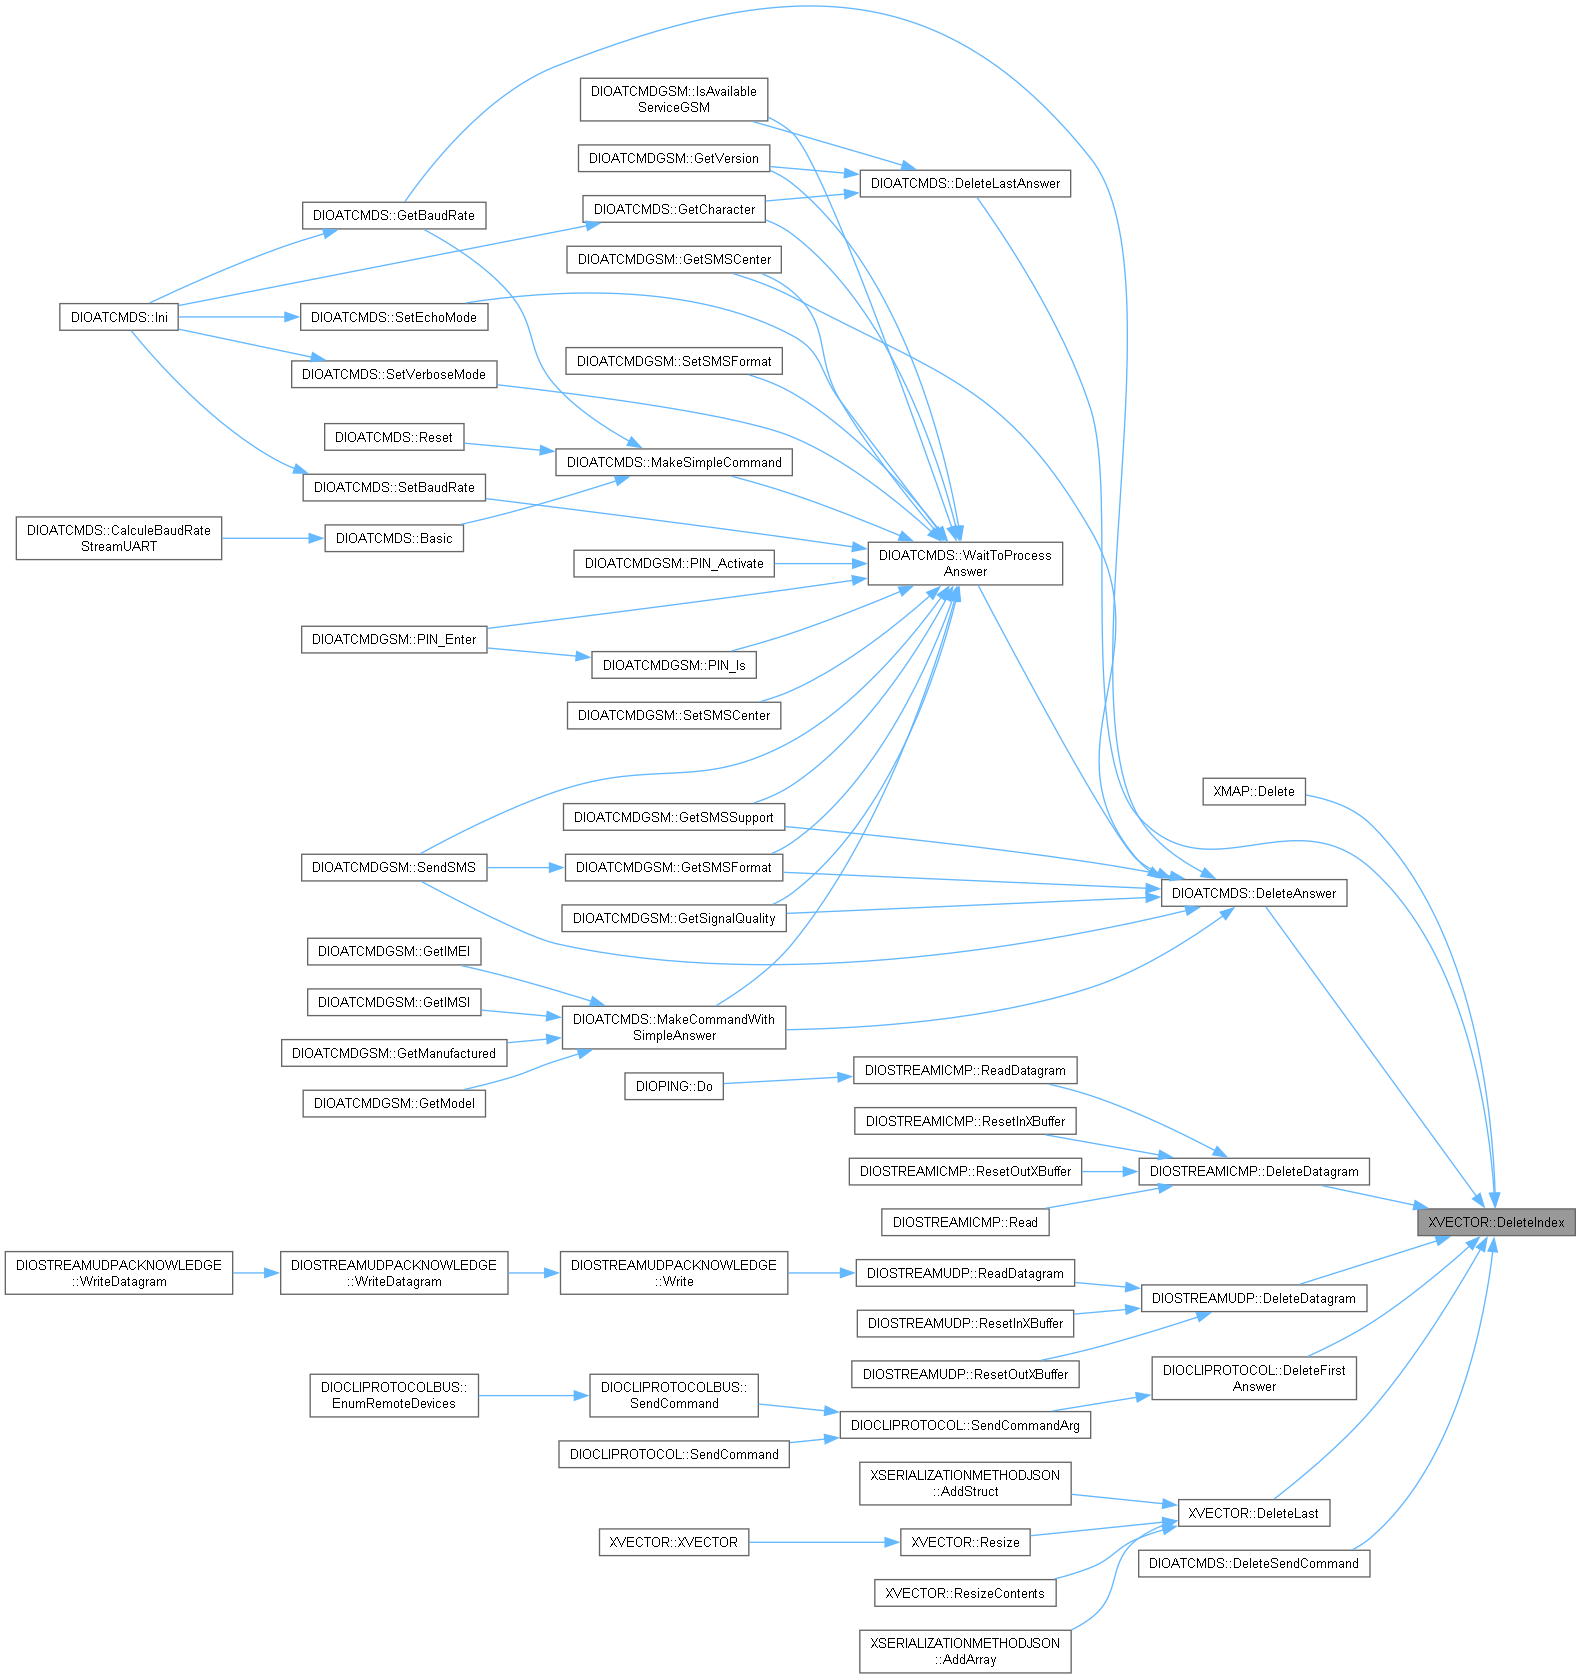 DIOATCMDGSM::IsAvailable
ServiceGSM
DIOATCMDGSM::GetVersion
DIOATCMDS::DeleteLastAnswer
DIOATCMDS::GetBaudRate
DIOATCMDS::GetCharacter
DIOATCMDGSM::GetSMSCenter
DIOATCMDS::Ini
DIOATCMDS::SetEchoMode
DIOATCMDGSM::SetSMSFormat
DIOATCMDS::SetVerboseMode
DIOATCMDS::Reset
DIOATCMDS::MakeSimpleCommand
DIOATCMDS::SetBaudRate
DIOATCMDS::CalculeBaudRate
StreamUART
DIOATCMDS::Basic
DIOATCMDS::WaitToProcess
Answer
DIOATCMDGSM::PIN_Activate
DIOATCMDGSM::PIN_Enter
DIOATCMDGSM::PIN_Is
DIOATCMDGSM::SetSMSCenter
XMAP::Delete
DIOATCMDGSM::GetSMSSupport
DIOATCMDGSM::SendSMS
DIOATCMDGSM::GetSMSFormat
DIOATCMDS::DeleteAnswer
DIOATCMDGSM::GetSignalQuality
DIOATCMDGSM::GetIMEI
DIOATCMDGSM::GetIMSI
DIOATCMDS::MakeCommandWith
SimpleAnswer
DIOATCMDGSM::GetManufactured
DIOATCMDGSM::GetModel
DIOPING::Do
DIOSTREAMICMP::ReadDatagram
DIOSTREAMICMP::ResetInXBuffer
DIOSTREAMICMP::ResetOutXBuffer
DIOSTREAMICMP::DeleteDatagram
DIOSTREAMICMP::Read
XVECTOR::DeleteIndex
DIOSTREAMUDPACKNOWLEDGE
::WriteDatagram
DIOSTREAMUDPACKNOWLEDGE
::WriteDatagram
DIOSTREAMUDPACKNOWLEDGE
::Write
DIOSTREAMUDP::ReadDatagram
DIOSTREAMUDP::DeleteDatagram
DIOSTREAMUDP::ResetInXBuffer
DIOSTREAMUDP::ResetOutXBuffer
DIOCLIPROTOCOL::DeleteFirst
Answer
DIOCLIPROTOCOLBUS::
EnumRemoteDevices
DIOCLIPROTOCOLBUS::
SendCommand
DIOCLIPROTOCOL::SendCommandArg
DIOCLIPROTOCOL::SendCommand
XSERIALIZATIONMETHODJSON
::AddStruct
XVECTOR::DeleteLast
XVECTOR::XVECTOR
XVECTOR::Resize
DIOATCMDS::DeleteSendCommand
XVECTOR::ResizeContents
XSERIALIZATIONMETHODJSON
::AddArray